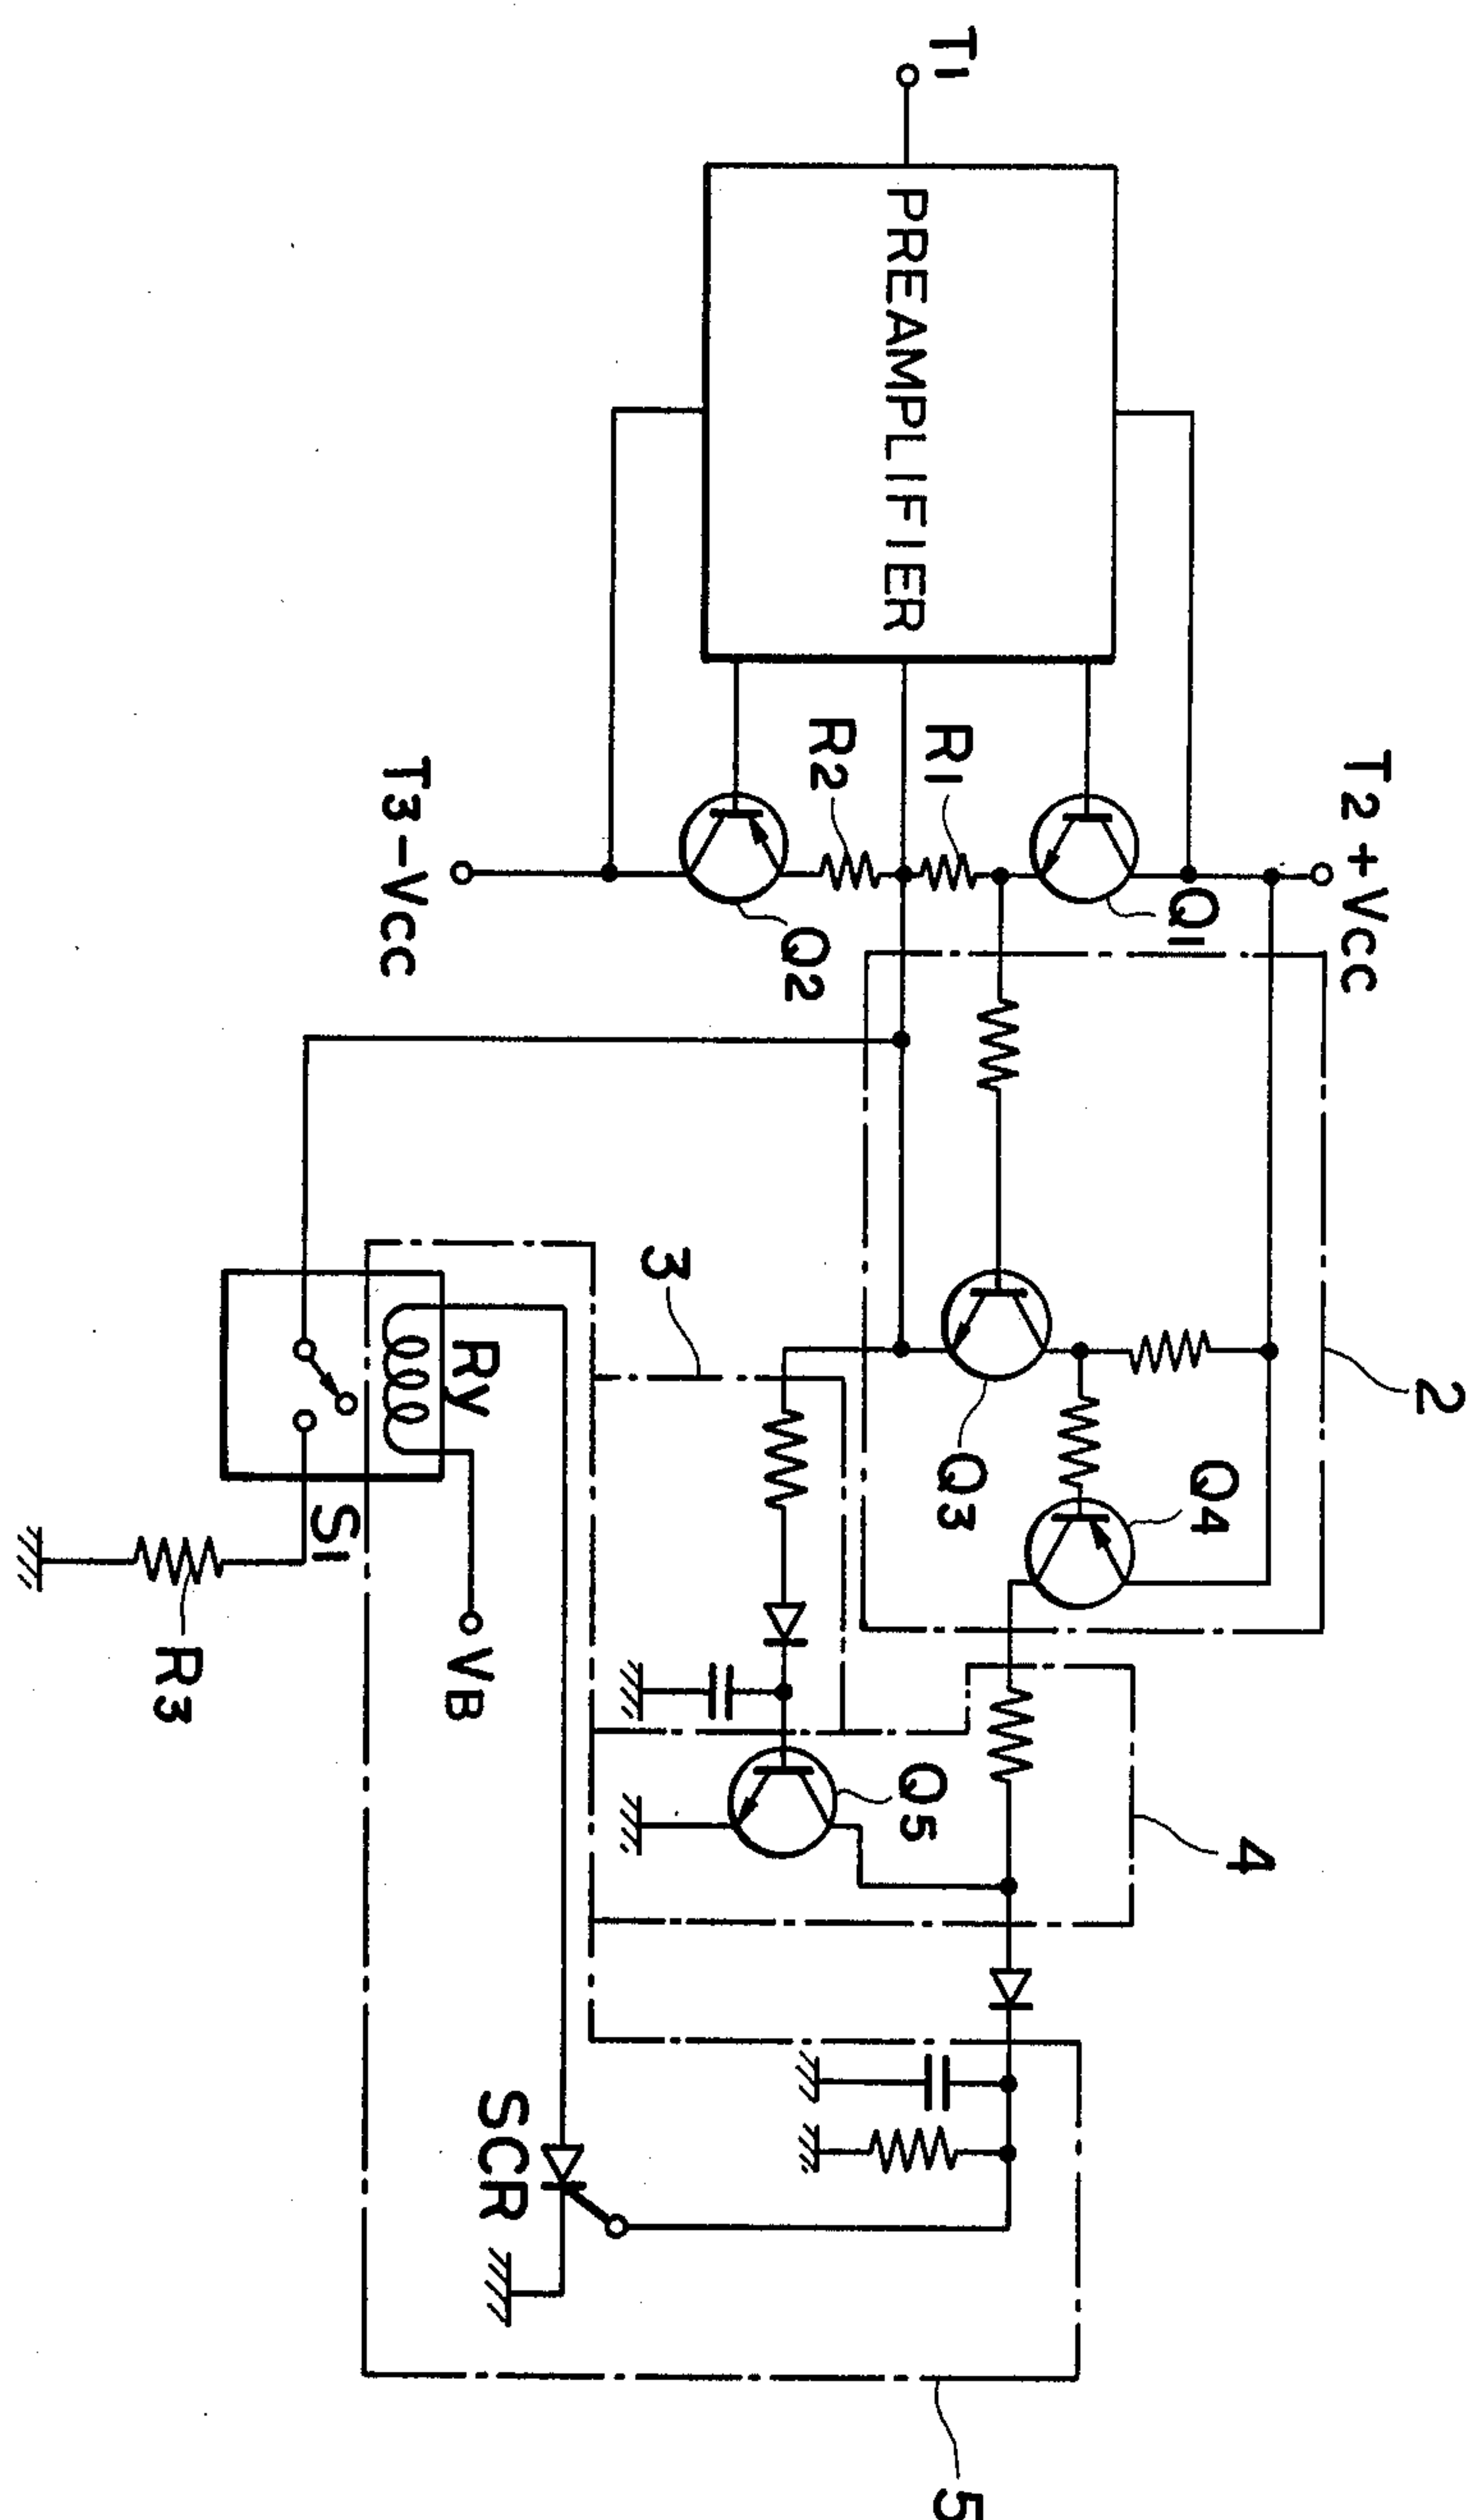 T1
PREAMPLIFIER
T2 +Vcc
Q1
R1
R2
Q2
T3 -Vcc
2
Q3
Q4
3
RY
S1
VB
R3
Q5
4
SCR
5